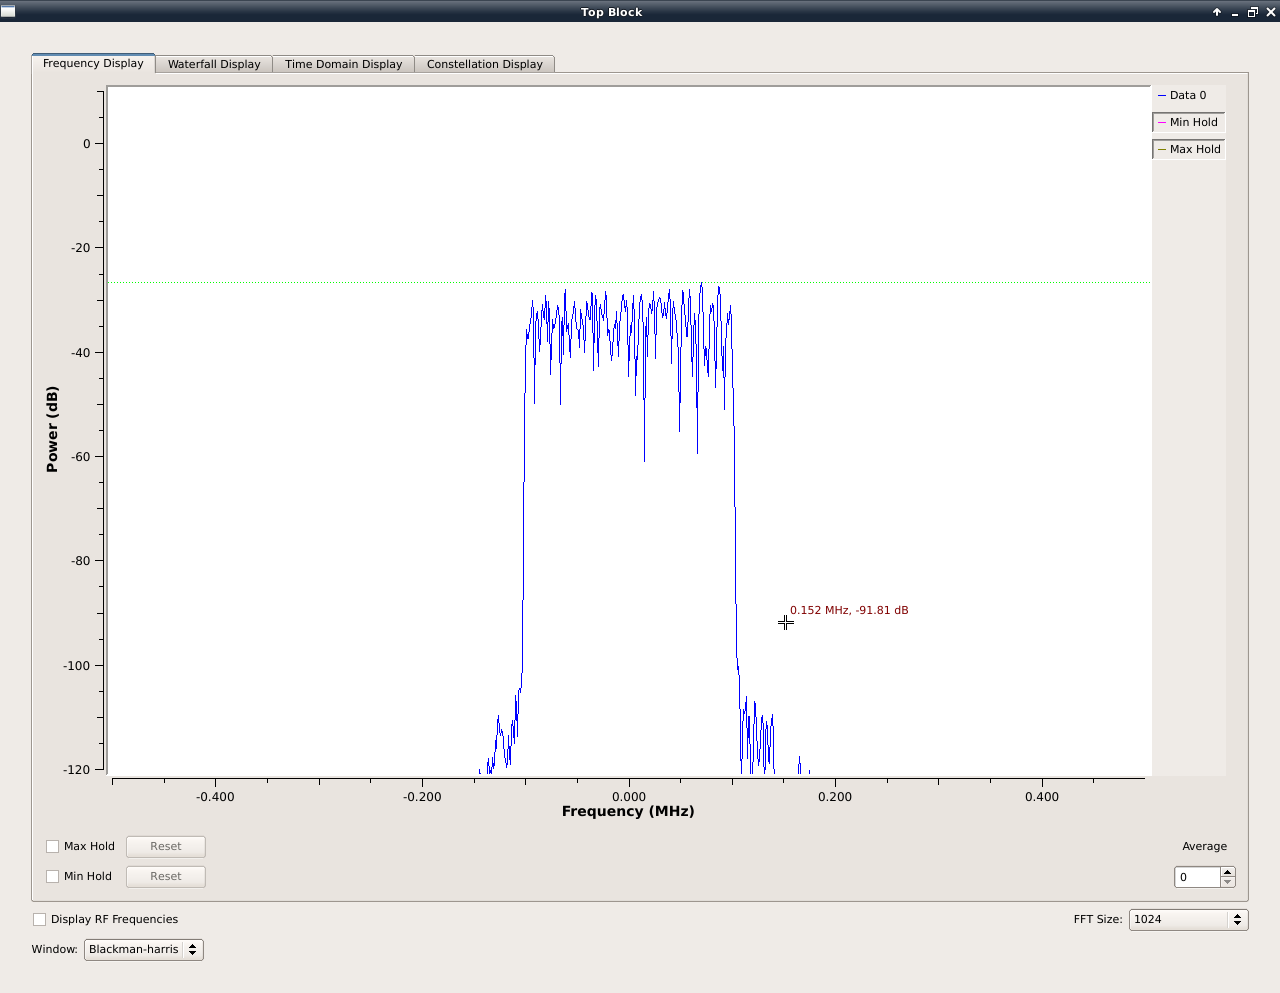 Top Block
Frequency Display Waterfall Display Time Domain Display Constellation Display
Data 0
Min Hold
Max Hold
0
-20
-40
-60
-80
-100
-120
Power (dB)
0.152 MHz, -91.81 dB
-0.400 -0.200 0.000 0.200 0.400
Frequency (MHz)
Max Hold Reset Average
Min Hold Reset 0
Display RF Frequencies FFT Size: 1024
Window: Blackman-harris